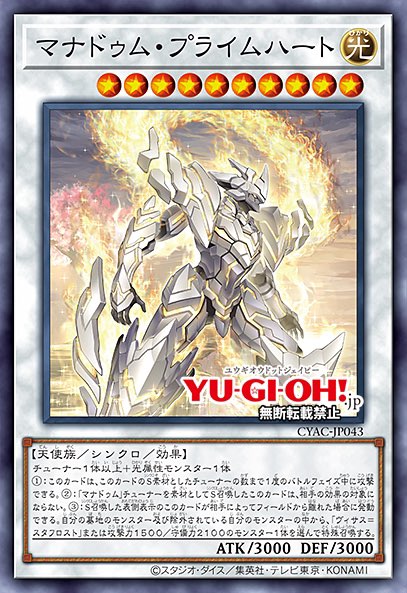 マナドゥム・プライムハート
光
ユウギオウドットジェイピー
YU-GI-OH!.jp
無断転載禁止
CYAC-JP043
【天使族／シンクロ／効果】
チューナー1体以上＋光属性モンスター1体
①：このカードは、このカードのS素材としたチューナーの数まで1度のバトルフェイズ中に攻撃
できる。②：「マナドゥム」チューナーを素材としてS召喚したこのカードは、相手の効果の対象に
ならない。③：S召喚した表側表示のこのカードが相手によってフィールドから離れた場合に発動
できる。自分の墓地のモンスター及び除外されている自分のモンスターの中から、「ヴィサス＝
スタフロスト」または攻撃力1500／守備力2100のモンスター1体を選んで特殊召喚する。
ATK/3000 DEF/3000
©スタジオ・ダイス／集英社・テレビ東京・KONAMI